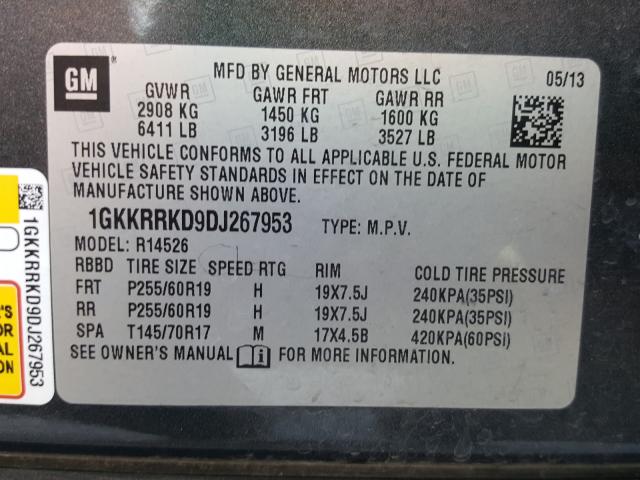 GM
MFD BY GENERAL MOTORS LLC 05/13
GVWR GAWR FRT GAWR RR
2908 KG 1450 KG 1600 KG
6411 LB 3196 LB 3527 LB
THIS VEHICLE CONFORMS TO ALL APPLICABLE U.S. FEDERAL MOTOR
VEHICLE SAFETY STANDARDS IN EFFECT ON THE DATE OF
MANUFACTURE SHOWN ABOVE.
1GKKRRKD9DJ267953 TYPE: M.P.V.
MODEL: R14526
RBBD TIRE SIZE SPEED RTG RIM COLD TIRE PRESSURE
FRT P255/60R19 H 19X7.5J 240KPA(35PSI)
RR P255/60R19 H 19X7.5J 240KPA(35PSI)
SPA T145/70R17 M 17X4.5B 420KPA(60PSI)
SEE OWNER'S MANUAL FOR MORE INFORMATION.
1GKKRRKD9DJ267953
'S
OR
AL
ON